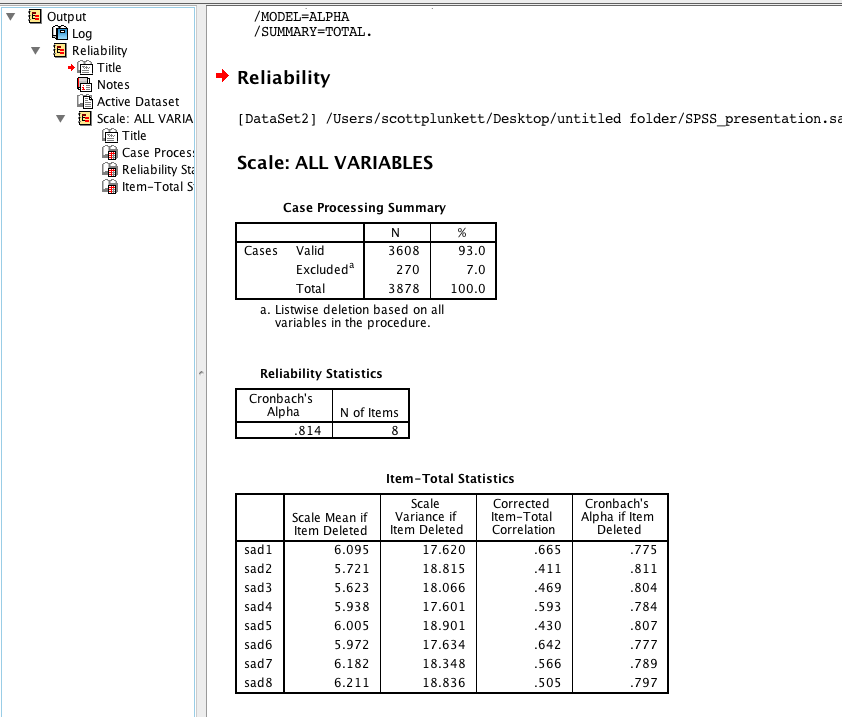 Output
Log
Reliability
Title
Notes
Active Dataset
Scale: ALL VARIA
Title
Case Process
Reliability Sta
Item-Total S
/MODEL=ALPHA
/SUMMARY=TOTAL.
Reliability
[DataSet2] /Users/scottplunkett/Desktop/untitled folder/SPSS_presentation.sa
Scale: ALL VARIABLES
Case Processing Summary
N %
Cases Valid 3608 93.0
Excludeda 270 7.0
Total 3878 100.0
a. Listwise deletion based on all
variables in the procedure.
Reliability Statistics
Cronbach's
Alpha N of Items
.814 8
Item-Total Statistics
Scale Mean if Item Deleted Scale Variance if Item Deleted Corrected Item-Total Correlation Cronbach's Alpha if Item Deleted
sad1 6.095 17.620 .665 .775
sad2 5.721 18.815 .411 .811
sad3 5.623 18.066 .469 .804
sad4 5.938 17.601 .593 .784
sad5 6.005 18.901 .430 .807
sad6 5.972 17.634 .642 .777
sad7 6.182 18.348 .566 .789
sad8 6.211 18.836 .505 .797